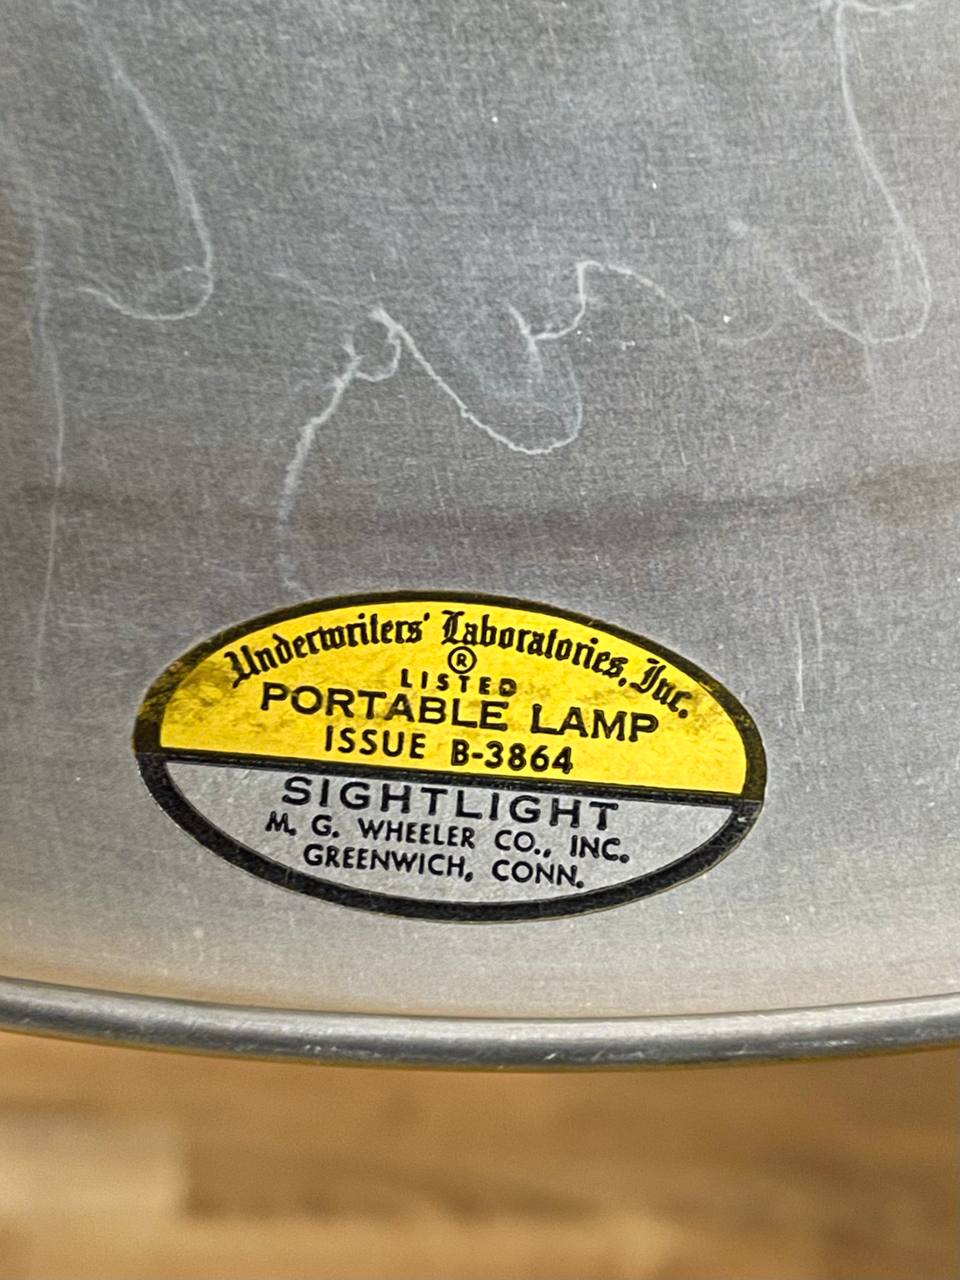 Underwriters' Laboratories, Inc.
®
LISTED
PORTABLE LAMP
ISSUE B-3864
SIGHTLIGHT
M. G. WHEELER CO., INC.
GREENWICH, CONN.